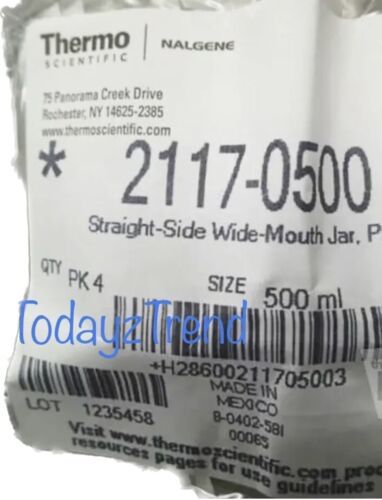 Thermo
SCIENTIFIC
NALGENE
75 Panorama Creek Drive
Rochester, NY 14625-2385
www.thermoscientific.com
* 2117-0500
Straight-Side Wide-Mouth Jar, P
QTY PK 4 SIZE 500 ml
TodayzTrend
+H28600211705003
MADE IN
MEXICO
8-0402-581
00065
LOT 1235458
Visit www.thermoscientific.com proc
resources pages for use
guidelines